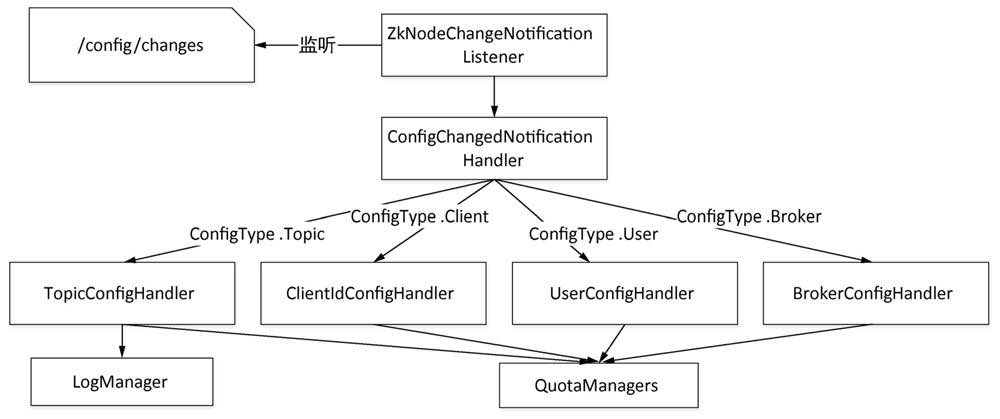 /config/changes
监听
ZkNodeChangeNotification
Listener
ConfigChangedNotification
Handler
ConfigType .Topic
ConfigType .Client
ConfigType .User
ConfigType .Broker
TopicConfigHandler
ClientIdConfigHandler
UserConfigHandler
BrokerConfigHandler
LogManager
QuotaManagers